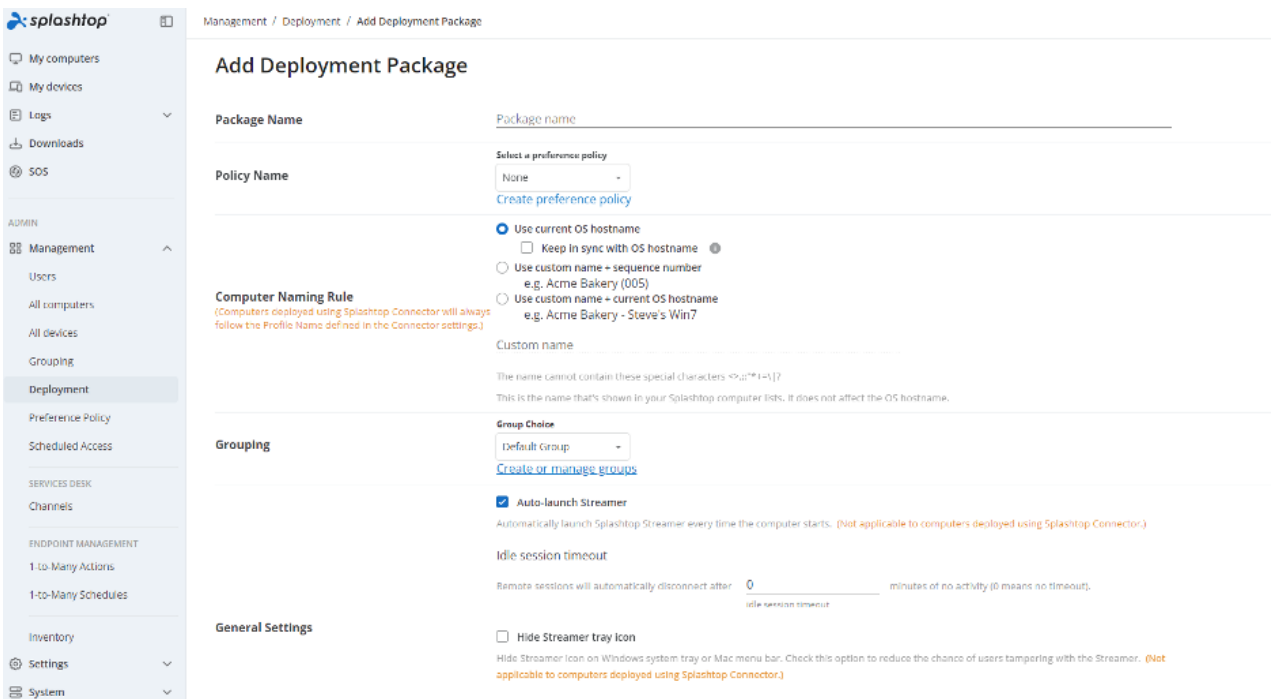 splashtop
Management / Deployment / Add Deployment Package
My computers
My devices
Logs
Downloads
SOS
ADMIN
Management
Users
All computers
All devices
Grouping
Deployment
Preference Policy
Scheduled Access
SERVICES DESK
Channels
ENDPOINT MANAGEMENT
1-to-Many Actions
1-to-Many Schedules
Inventory
Settings
System
Add Deployment Package
Package Name
Package name
Policy Name
Select a preference policy
None
Create preference policy
Computer Naming Rule
(Computers deployed using Splashtop Connector will always
follow the Profile Name defined in the Connector settings.)
Use current OS hostname
Keep in sync with OS hostname
Use custom name + sequence number
e.g. Acme Bakery (005)
Use custom name + current OS hostname
e.g. Acme Bakery - Steve's Win7
Custom name
The name cannot contain these special characters
This is the name that's shown in your Splashtop computer lists. It does not affect the OS hostname.
Grouping
Group Choice
Default Group
Create or manage groups
General Settings
Auto-launch Streamer
Automatically launch Splashtop Streamer every time the computer starts. (Not applicable to computers deployed using Splashtop Connector.)
Idle session timeout
Remote sessions will automatically disconnect after 0 minutes of no activity (0 means no timeout).
Idle session timeout
Hide Streamer tray icon
Hide Streamer icon on Windows system tray or Mac menu bar. Check this option to reduce the chance of users tampering with the Streamer. (Not
applicable to computers deployed using Splashtop Connector.)